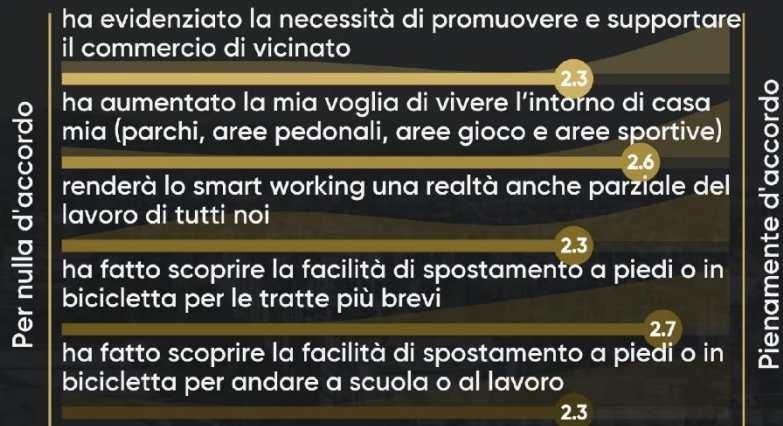 Per nulla d'accordo
ha evidenziato la necessità di promuovere e supportare
il commercio di vicinato
2.3
ha aumentato la mia voglia di vivere l'intorno di casa
mia (parchi, aree pedonali, aree gioco e aree sportive)
2.6
renderà lo smart working una realtà anche parziale del
lavoro di tutti noi
2.3
ha fatto scoprire la facilità di spostamento a piedi o in
bicicletta per le tratte più brevi
2.7
ha fatto scoprire la facilità di spostamento a piedi o in
bicicletta per andare a scuola o al lavoro
2.3
Pienamente d'accordo